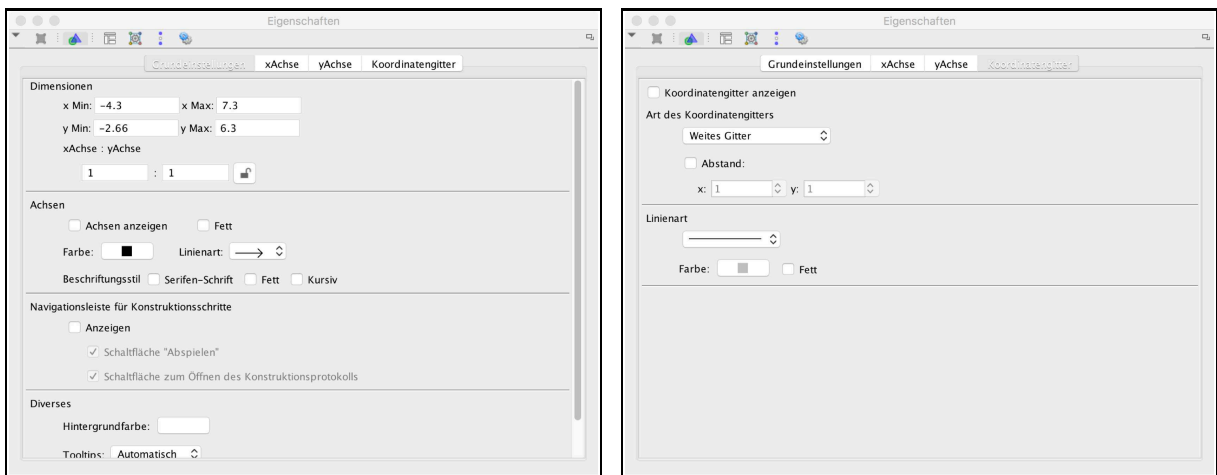 Eigenschaften
Grundeinstellungen xAchse yAchse Koordinatengitter
Dimensionen
x Min: -4.3 x Max: 7.3
y Min: -2.66 y Max: 6.3
xAchse : yAchse
1 : 1
Achsen
Achsen anzeigen Fett
Farbe: Linienart:
Beschriftungsstil Serifen-Schrift Fett Kursiv
Navigationsleiste für Konstruktionsschritte
Anzeigen
Schaltfläche "Abspielen"
Schaltfläche zum Öffnen des Konstruktionsprotokolls
Diverses
Hintergrundfarbe:
Tooltips: Automatisch
Eigenschaften
Grundeinstellungen xAchse yAchse Koordinatengitter
Koordinatengitter anzeigen
Art des Koordinatengitters
Weites Gitter
Abstand:
x: 1 y: 1
Linienart
Farbe: Fett